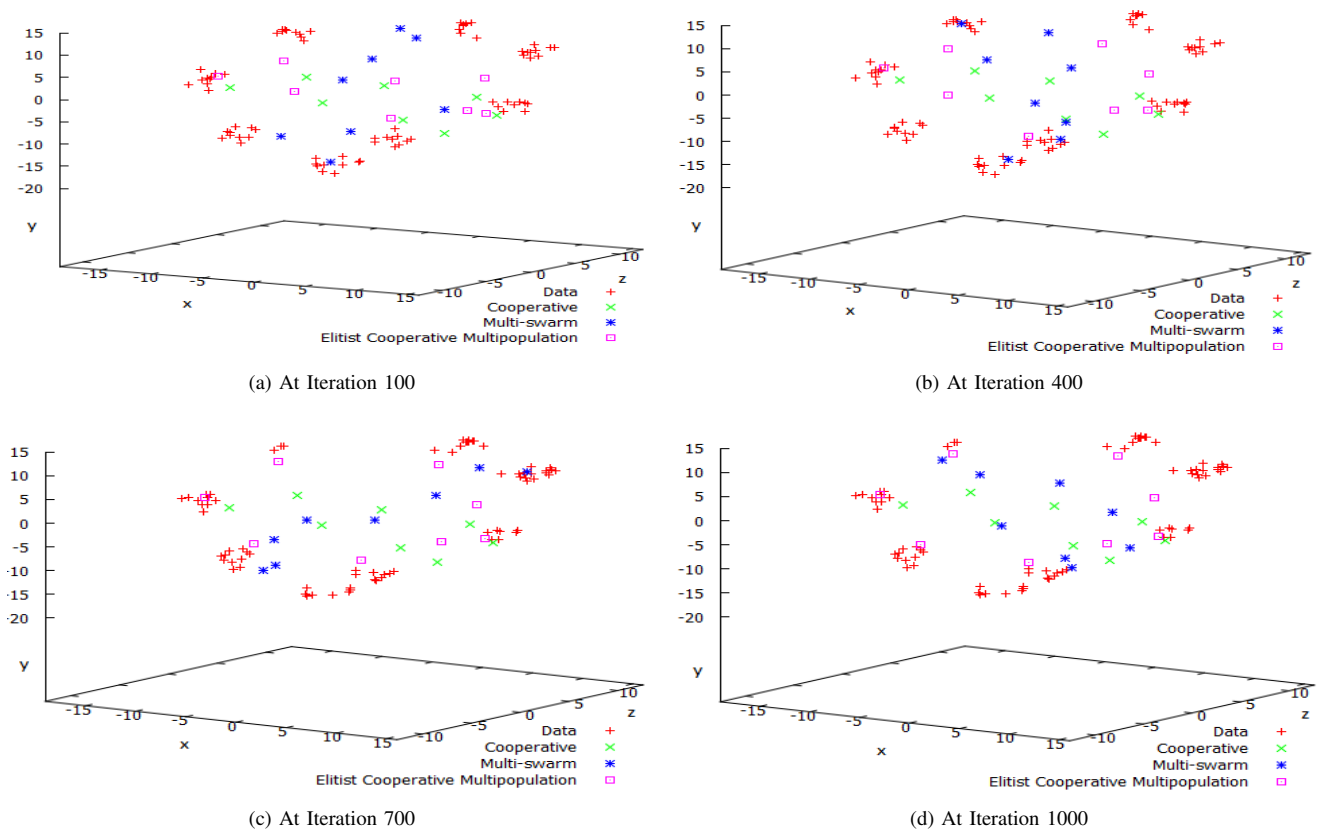 15
10
5
0
-5
-10
-15
-20
y
-15
-10
-5
0
5
10
15
x
-10
-5
0
5
10
z
Data
Cooperative
Multi-swarm
Elitist Cooperative Multipopulation
(a) At Iteration 100
15
10
5
0
-5
-10
-15
-20
y
-15
-10
-5
0
5
10
15
x
-10
-5
0
5
10
z
Data
Cooperative
Multi-swarm
Elitist Cooperative Multipopulation
(b) At Iteration 400
15
10
5
0
-5
-10
-15
-20
y
-15
-10
-5
0
5
10
15
x
-10
-5
0
5
10
z
Data
Cooperative
Multi-swarm
Elitist Cooperative Multipopulation
(c) At Iteration 700
15
10
5
0
-5
-10
-15
-20
y
-15
-10
-5
0
5
10
15
x
-10
-5
0
5
10
z
Data
Cooperative
Multi-swarm
Elitist Cooperative Multipopulation
(d) At Iteration 1000